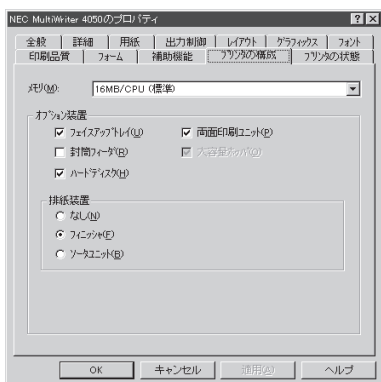 NEC MultiWriter 4050のプロパティ
全般 詳細 用紙 出力制御 レイアウト グラフィックス フォント
印刷品質 フォーム 補助機能 プリンタの構成 プリンタの状態
メモリ(M): 16MB/CPU (標準)
オプション装置
フェイスアップトレイ(U) 両面印刷ユニット(P)
封筒フィーダ(R) 大容量ホッパ(O)
ハードディスク(H)
排紙装置
なし(N)
フィニッシャ(F)
ソータユニット(B)
OK キャンセル 適用(A) ヘルプ